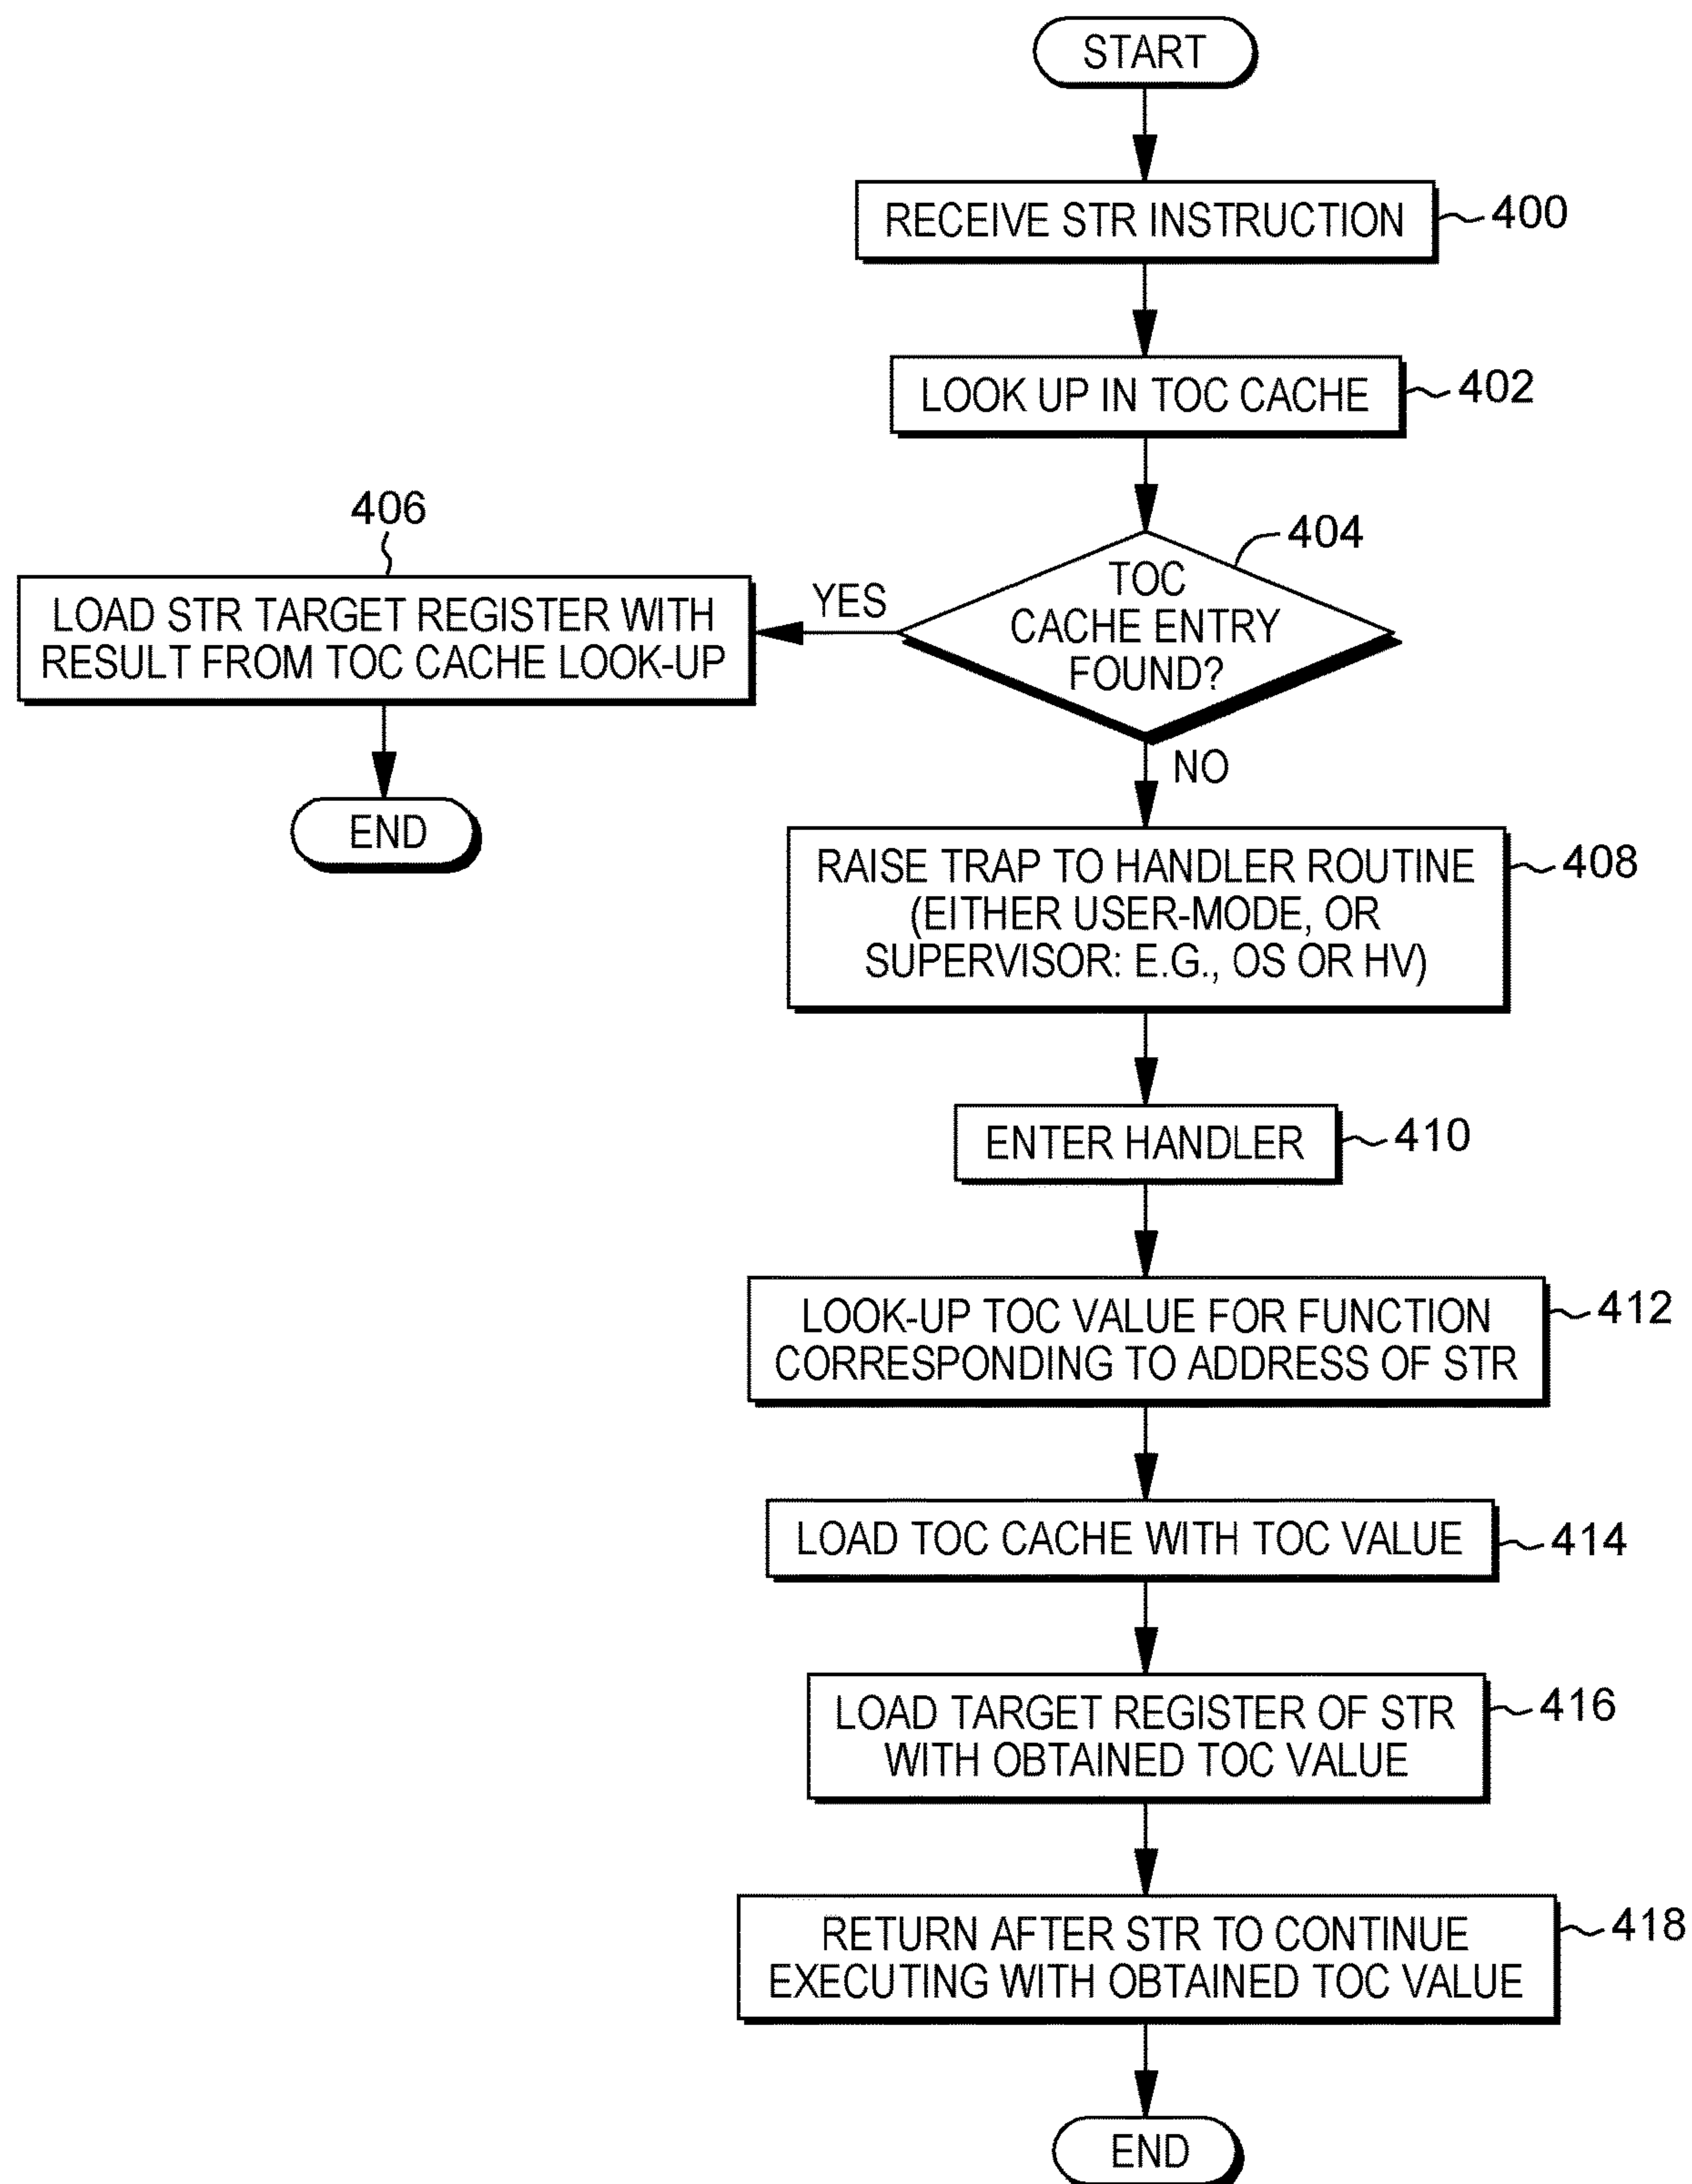 START
RECEIVE STR INSTRUCTION
400
LOOK UP IN TOC CACHE
402
TOC
CACHE ENTRY
FOUND?
404
YES
406
LOAD STR TARGET REGISTER WITH
RESULT FROM TOC CACHE LOOK-UP
END
NO
RAISE TRAP TO HANDLER ROUTINE
(EITHER USER-MODE, OR
SUPERVISOR: E.G., OS OR HV)
408
ENTER HANDLER
410
LOOK-UP TOC VALUE FOR FUNCTION
CORRESPONDING TO ADDRESS OF STR
412
LOAD TOC CACHE WITH TOC VALUE
414
LOAD TARGET REGISTER OF STR
WITH OBTAINED TOC VALUE
416
RETURN AFTER STR TO CONTINUE
EXECUTING WITH OBTAINED TOC VALUE
418
END